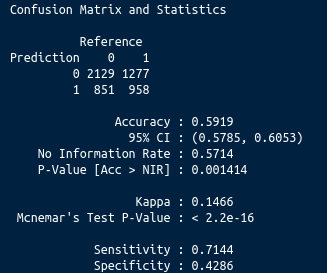 Confusion Matrix and Statistics
Reference
Prediction 0 1
0 2129 1277
1 851 958
Accuracy : 0.5919
95% CI : (0.5785, 0.6053)
No Information Rate : 0.5714
P-Value [Acc > NIR] : 0.001414
Kappa : 0.1466
Mcnemar's Test P-Value : < 2.2e-16
Sensitivity : 0.7144
Specificity : 0.4286